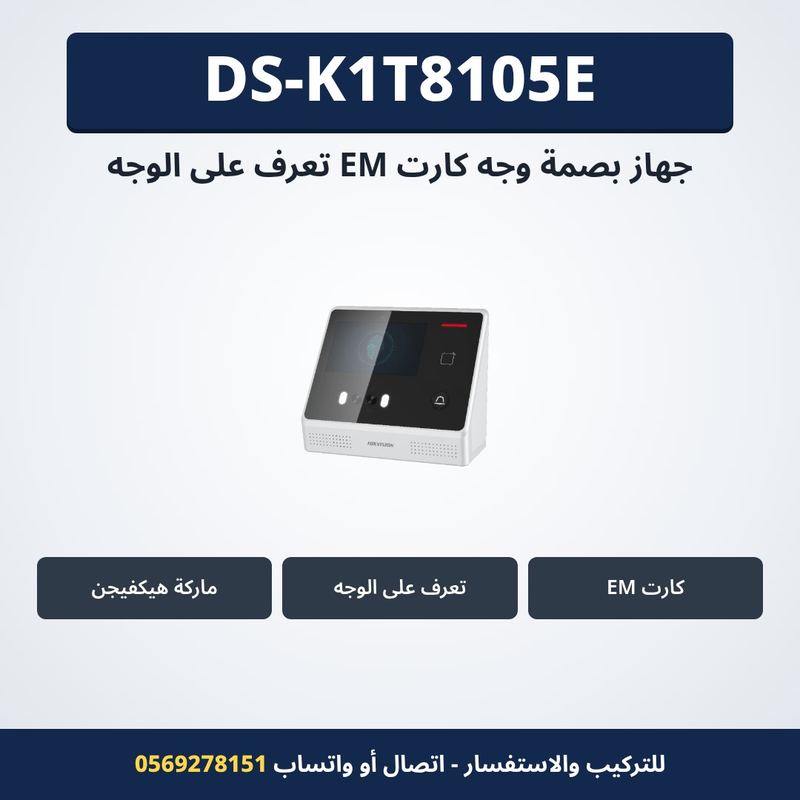 DS-K1T8105E
جهاز بصمة وجه كارت EM تعرف على الوجه
HIKVISION
كارت EM
تعرف على الوجه
ماركة هيكفيجن
للتركيب والاستفسار - اتصال أو واتساب 0569278151